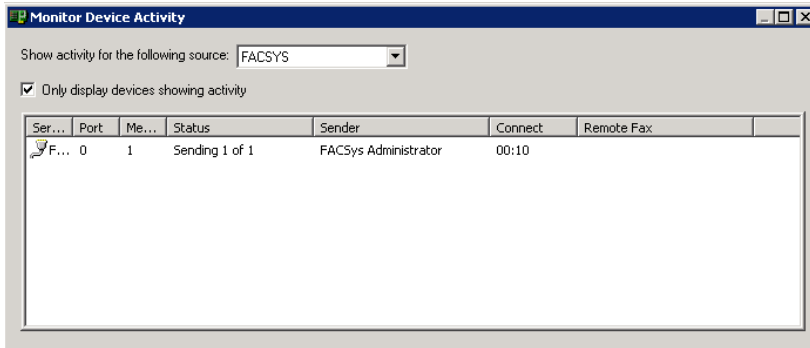 Monitor Device Activity
Show activity for the following source: FACSYS
Only display devices showing activity
Ser... Port Me... Status Sender Connect Remote Fax
F... 0 1 Sending 1 of 1 FACSys Administrator 00:10